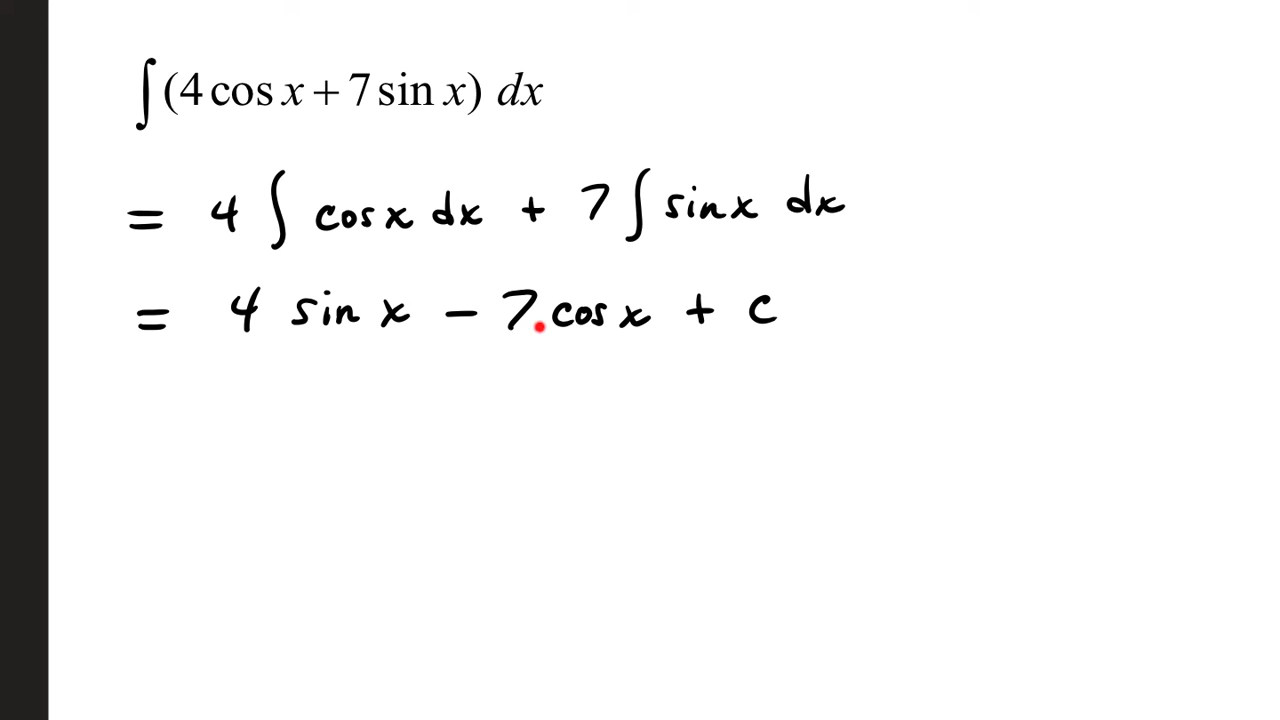 ∫(4 cos x + 7 sin x) dx
= 4 ∫ cos x dx + 7 ∫ sin x dx
= 4 sin x − 7 cos x + c